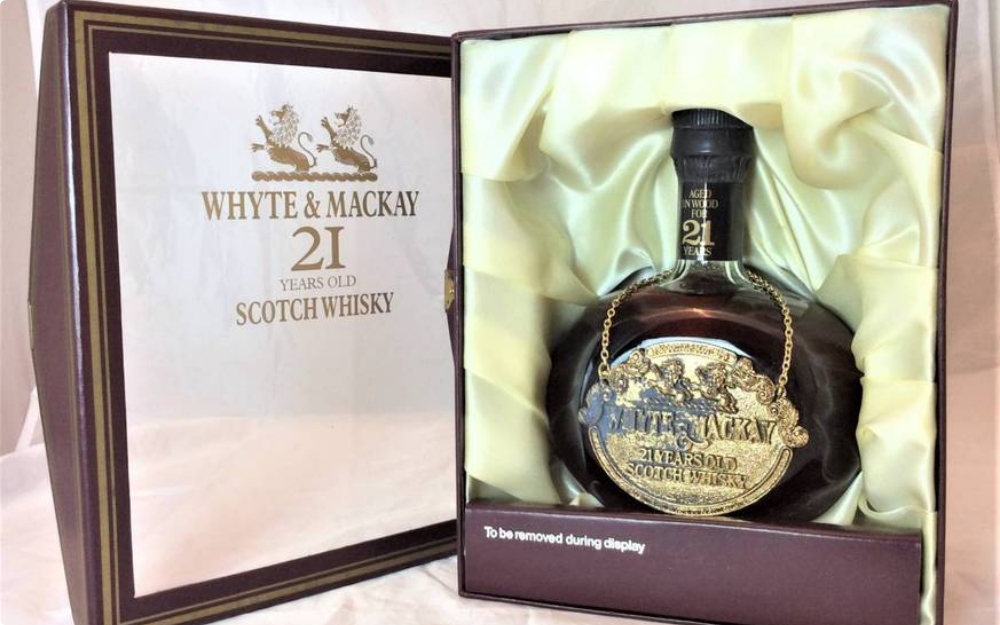 WHYTE & MACKAY
21
YEARS OLD
SCOTCH WHISKY
AGED
IN WOOD
FOR
21
YEARS
WHYTE & MACKAY
21 YEARS OLD
SCOTCH WHISKY
To be removed during display